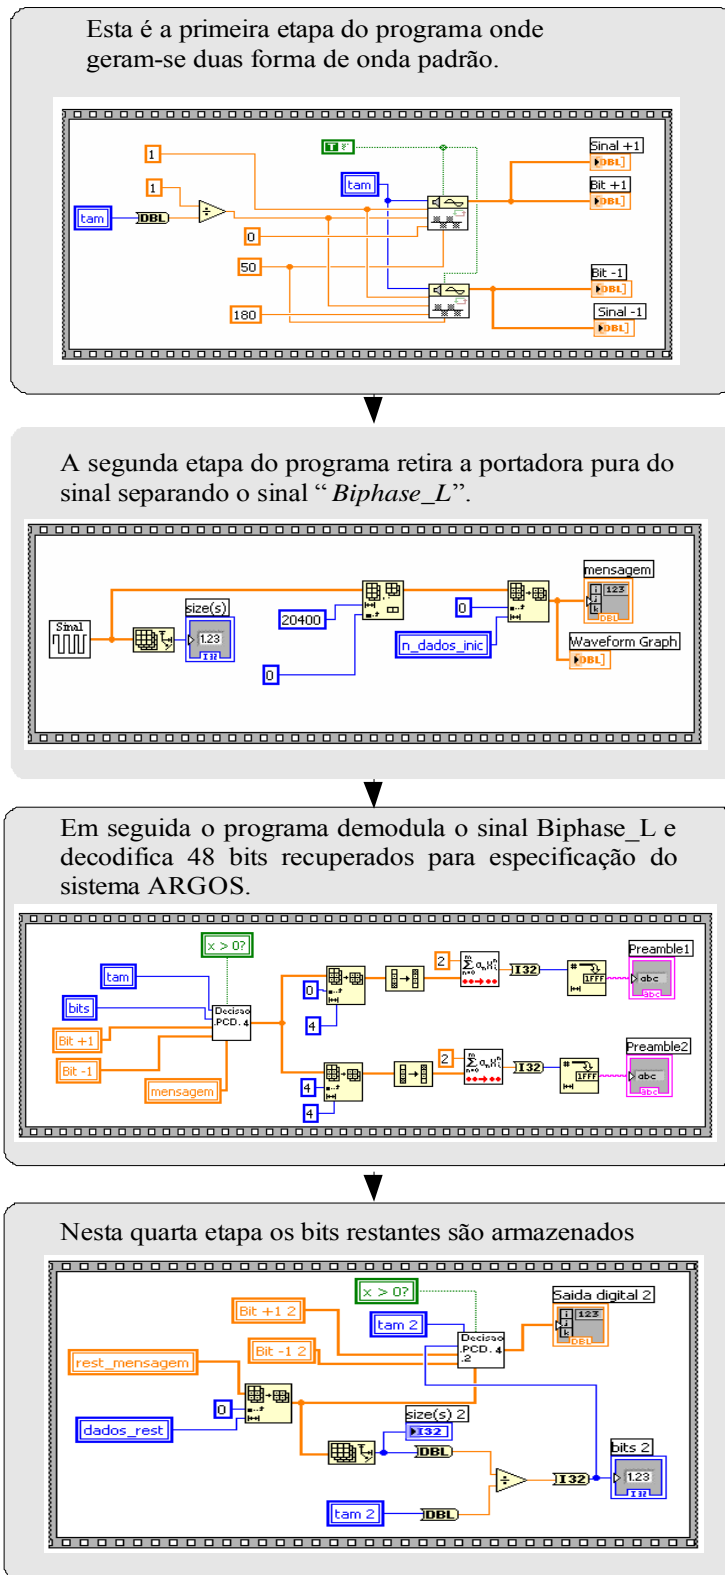 Esta é a primeira etapa do programa onde
geram-se duas forma de onda padrão.
1
T F
Sinal +1
DBL]
1
tam
Bit +1
DBL]
tam
DBL
÷
0
50
Bit -1
DBL]
180
Sinal -1
DBL]
A segunda etapa do programa retira a portadora pura do
sinal separando o sinal “Biphase_L”.
mensagem
i 123
j
k
DBL
size(s)
1.23
I32
Sinal
20400
0
n_dados_inic
Waveform Graph
DBL]
0
Em seguida o programa demodula o sinal Biphase_L e
decodifica 48 bits recuperados para especificação do
sistema ARGOS.
x > 0?
tam
bits
Bit +1
Bit -1
mensagem
Decisao
.PCD.4
0
4
2
I32
#
1FFF
Preamble1
abc
abc
4
4
2
I32
#
1FFF
Preamble2
abc
abc
Nesta quarta etapa os bits restantes são armazenados
x > 0?
Saida digital 2
i 123
j
k
DBL
Bit +1 2
tam 2
Bit -1 2
Decisao
.PCD.4
.2
rest_mensagem
0
dados_rest
size(s) 2
I32
DBL
÷
I32
bits 2
1.23
I32
tam 2
DBL